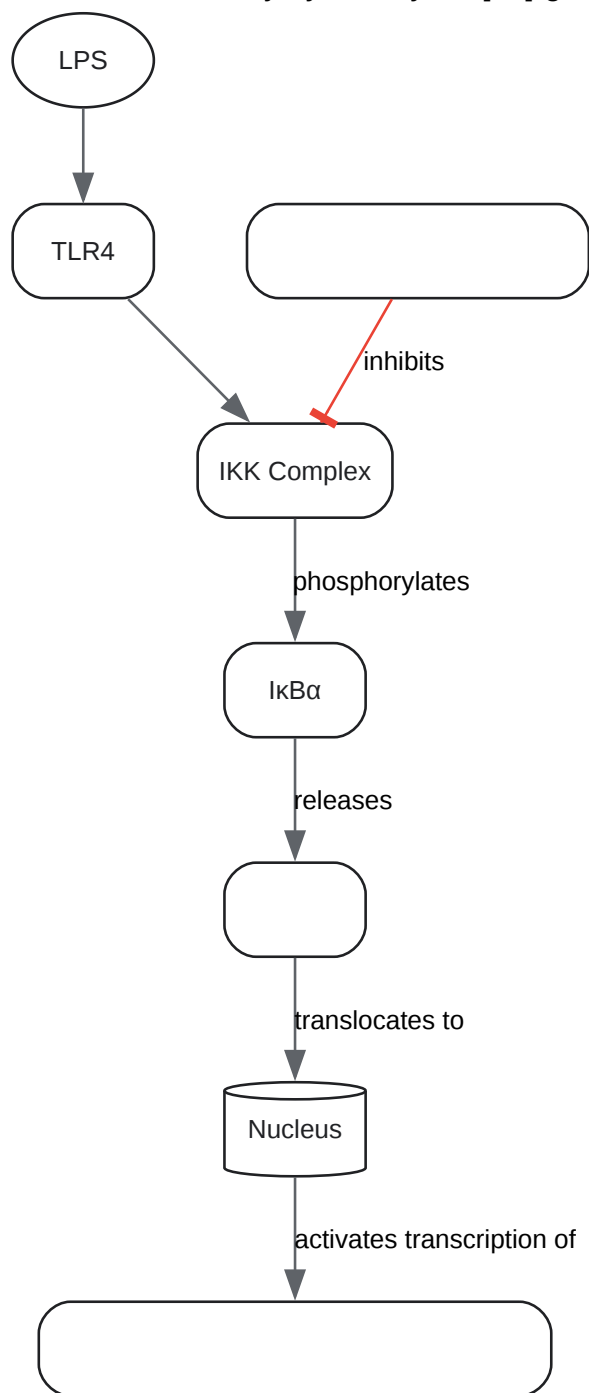 LPS
TLR4
inhibits
IKK Complex
phosphorylates
IκBα
releases
translocates to
Nucleus
activates transcription of